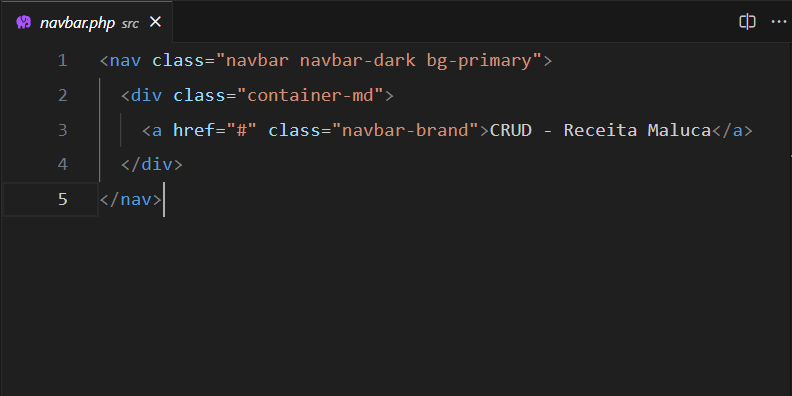 navbar.php src
1 <nav class="navbar navbar-dark bg-primary">
2 <div class="container-md">
3 <a href="#" class="navbar-brand">CRUD - Receita Maluca</a>
4 </div>
5 </nav>